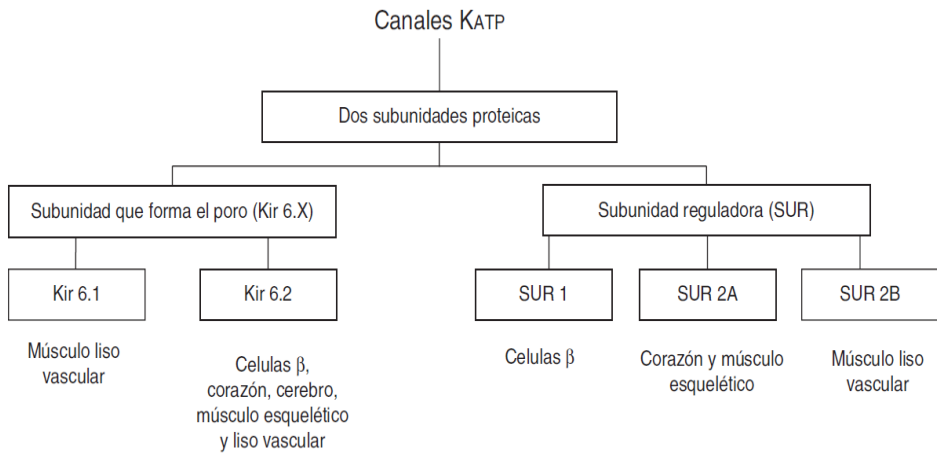 Canales KATP
Dos subunidades proteicas
Subunidad que forma el poro (Kir 6.X)
Subunidad reguladora (SUR)
Kir 6.1
Kir 6.2
SUR 1
SUR 2A
SUR 2B
Músculo liso
vascular
Celulas β,
corazón, cerebro,
músculo esquelético
y liso vascular
Celulas β
Corazón y músculo
esquelético
Músculo liso
vascular